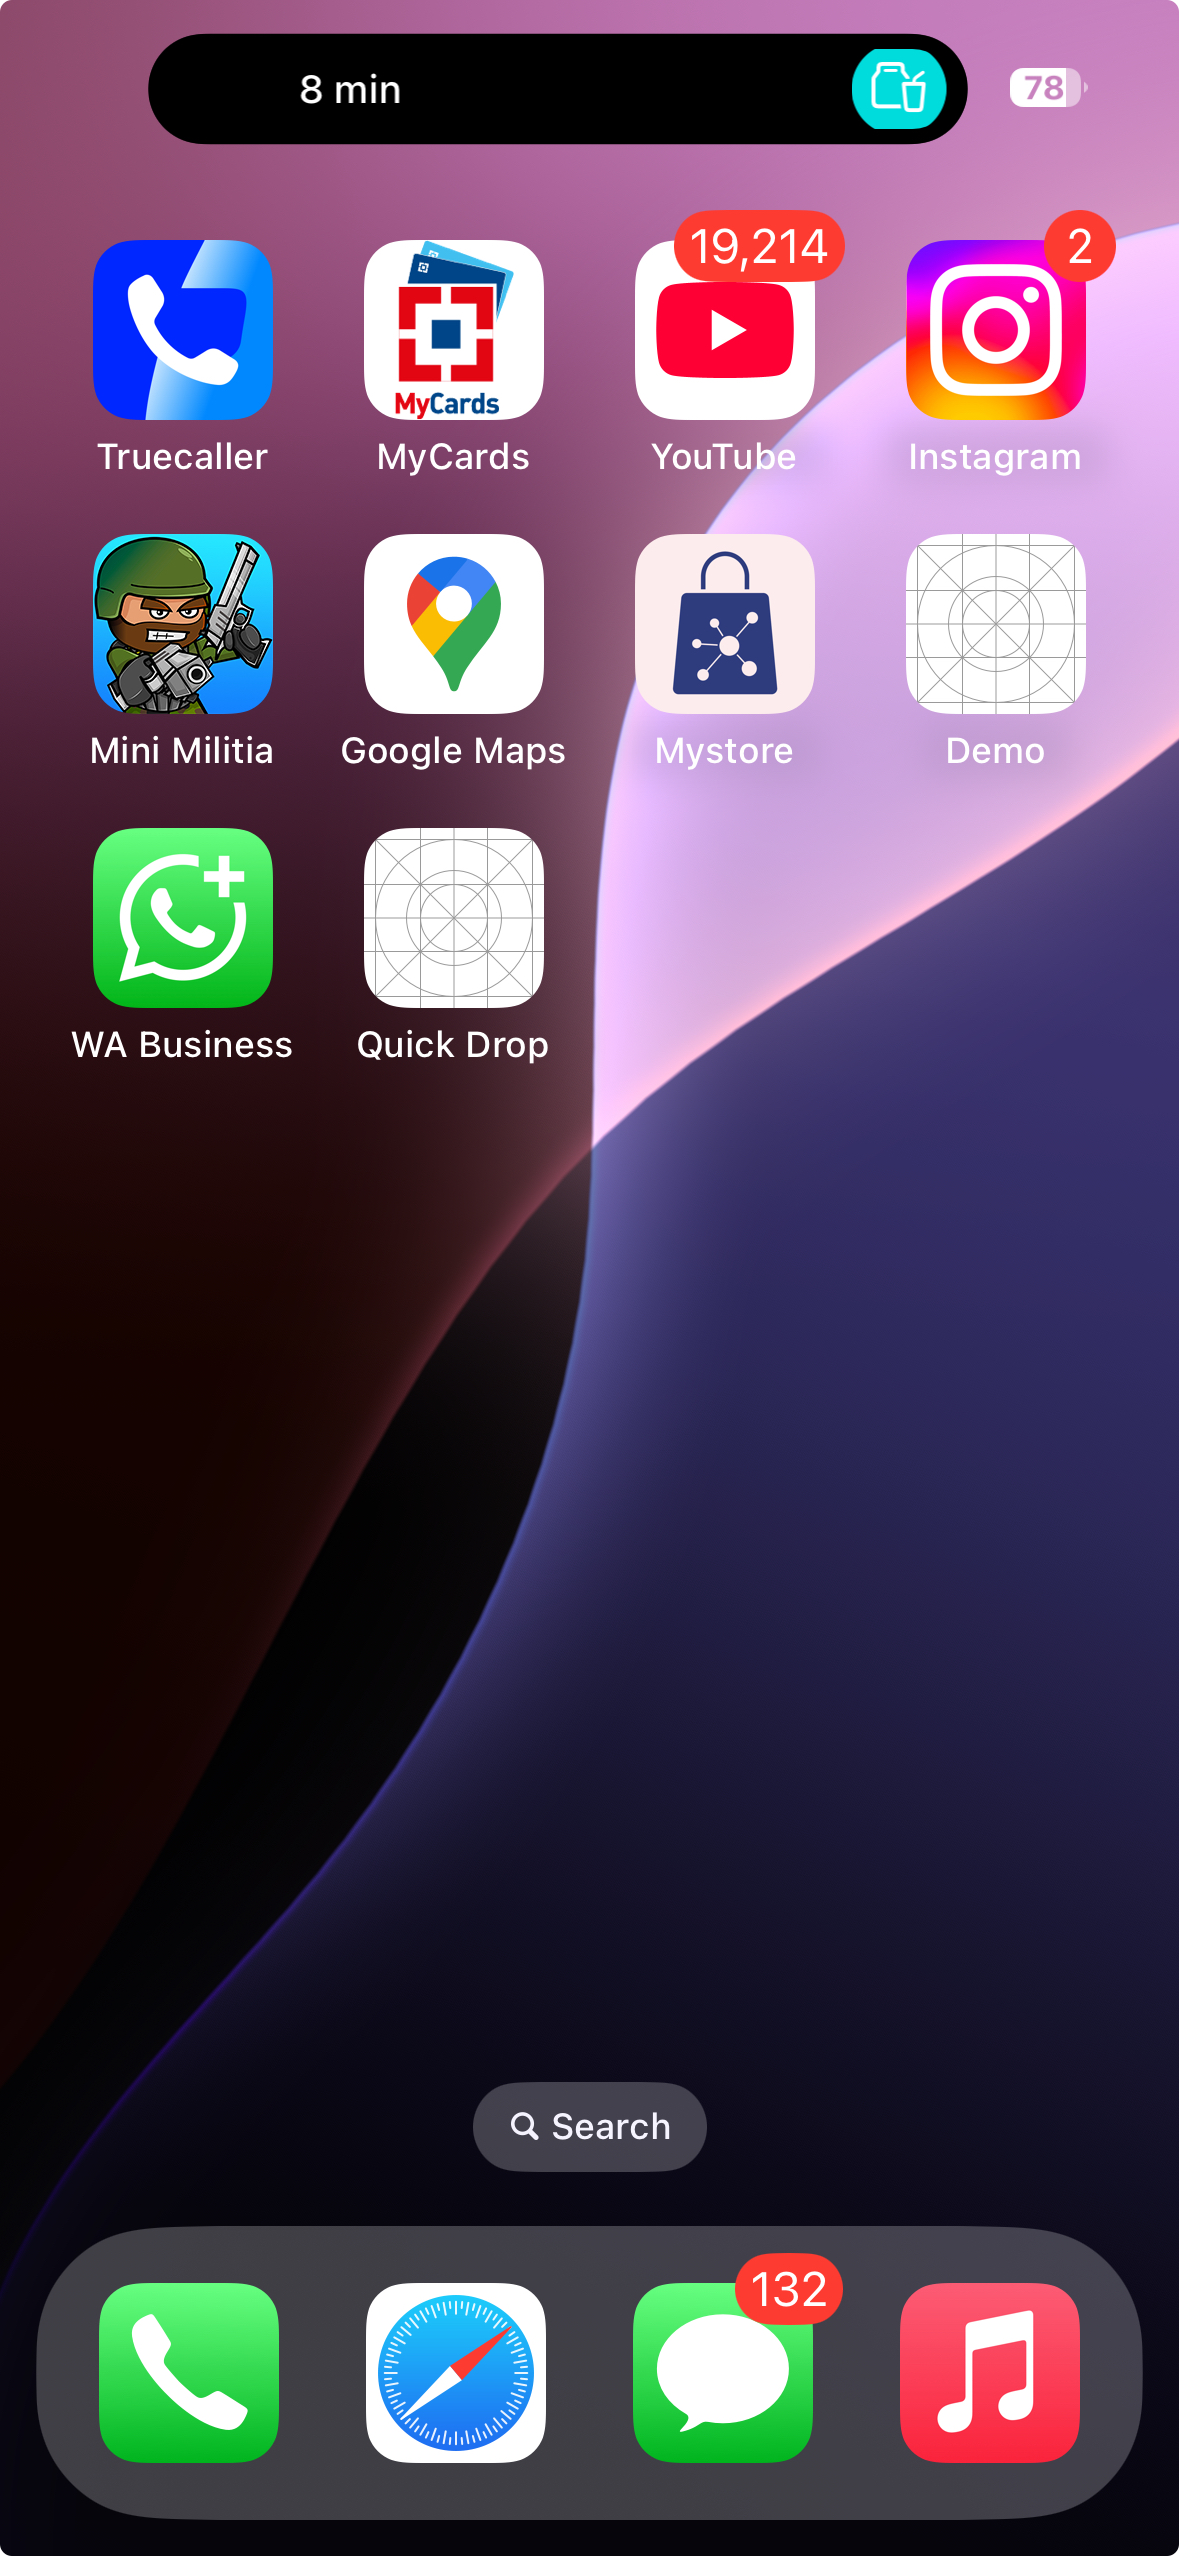 8 min
78
19,214
2
MyCards
Truecaller
MyCards
YouTube
Instagram
Mini Militia
Google Maps
Mystore
Demo
WA Business
Quick Drop
Search
132